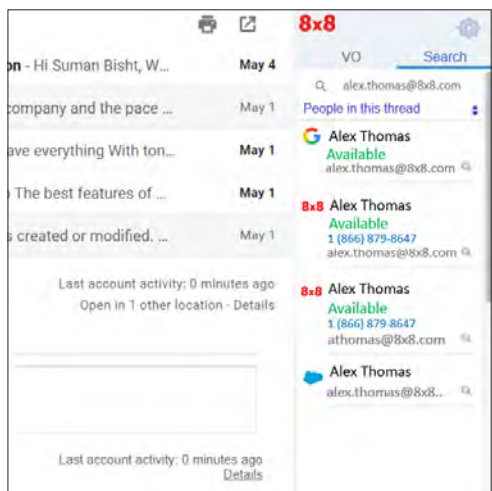 on - Hi Suman Bisht, W... May 4
company and the pace ... May 1
ave everything With ton... May 1
The best features of ... May 1
s created or modified. ... May 1
Last account activity: 0 minutes ago
Open in 1 other location · Details
Last account activity: 0 minutes ago
Details
8x8
VO Search
alex.thomas@8x8.com
People in this thread
Alex Thomas
Available
alex.thomas@8x8.com
8x8 Alex Thomas
Available
1 (866) 879-8647
alex.thomas@8x8.com
8x8 Alex Thomas
Available
1 (866) 879-8647
athomas@8x8.com
Alex Thomas
alex.thomas@8x8..